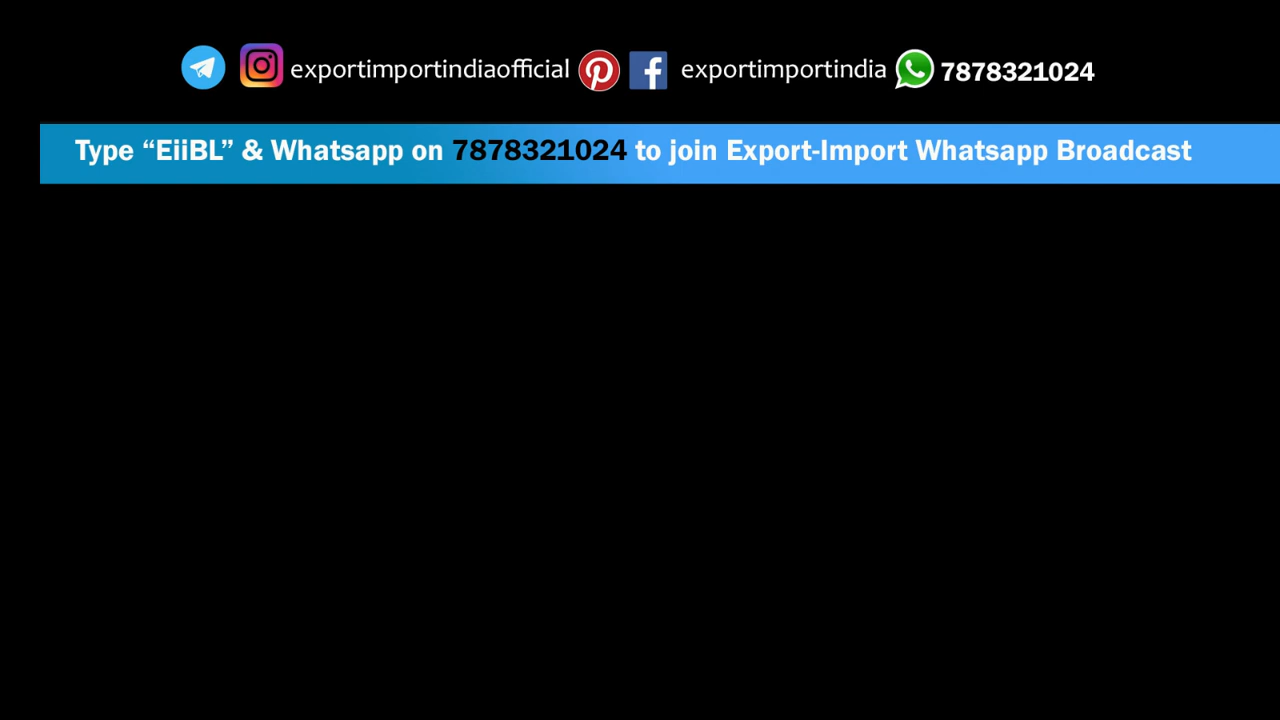 exportimportindiaofficial exportimportindia 7878321024
Type “EiiBL” & Whatsapp on 7878321024 to join Export-Import Whatsapp Broadcast